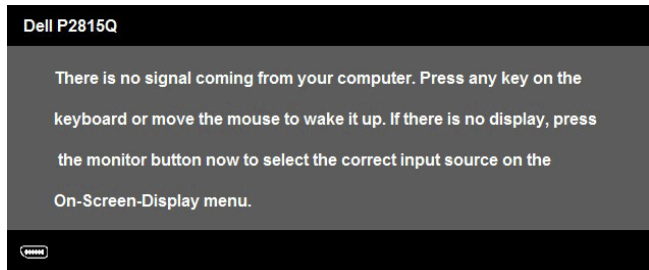 Dell P2815Q
There is no signal coming from your computer. Press any key on the
keyboard or move the mouse to wake it up. If there is no display, press
the monitor button now to select the correct input source on the
On-Screen-Display menu.